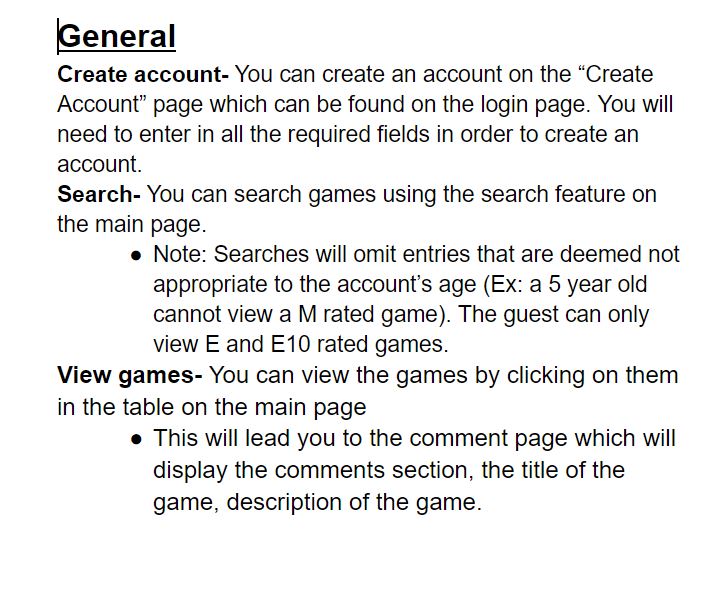 General
Create account- You can create an account on the “Create
Account” page which can be found on the login page. You will
need to enter in all the required fields in order to create an
account.
Search- You can search games using the search feature on
the main page.
● Note: Searches will omit entries that are deemed not
appropriate to the account’s age (Ex: a 5 year old
cannot view a M rated game). The guest can only
view E and E10 rated games.
View games- You can view the games by clicking on them
in the table on the main page
● This will lead you to the comment page which will
display the comments section, the title of the
game, description of the game.